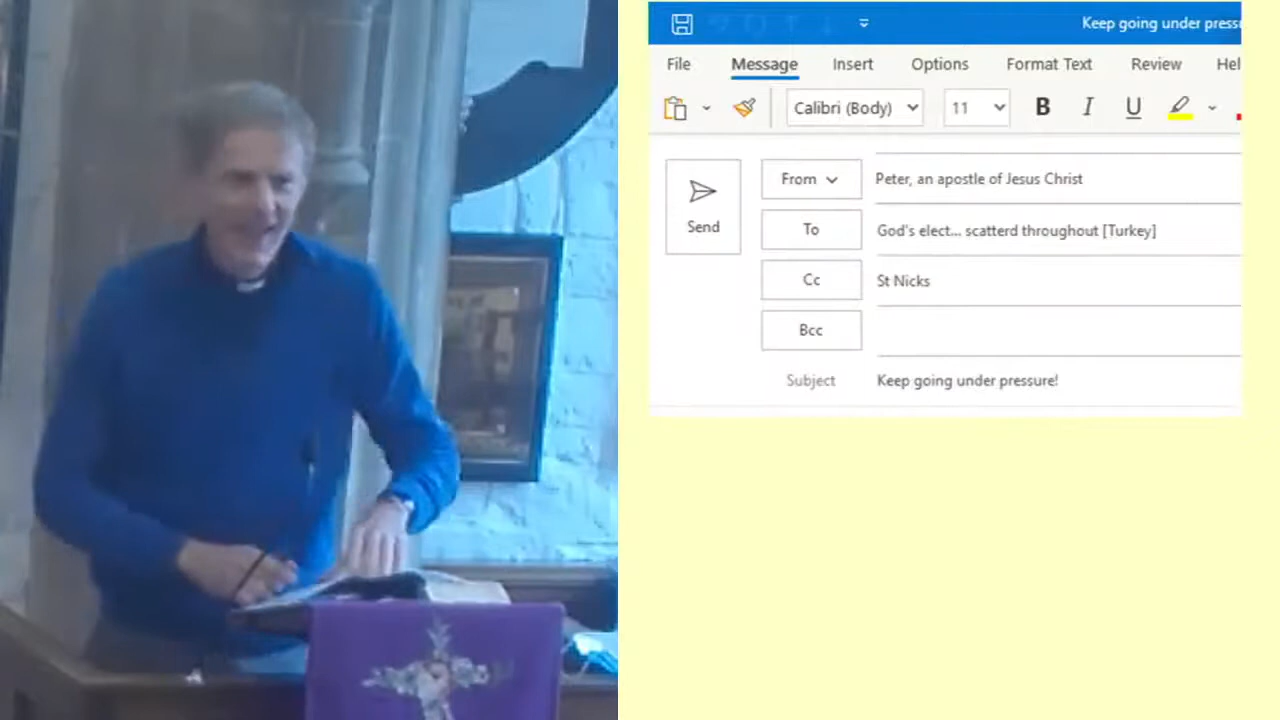 Keep going under press
File Message Insert Options Format Text Review Hel
Calibri (Body) 11 B I U
From Peter, an apostle of Jesus Christ
Send
To God's elect... scatterd throughout [Turkey]
Cc St Nicks
Bcc
Subject Keep going under pressure!